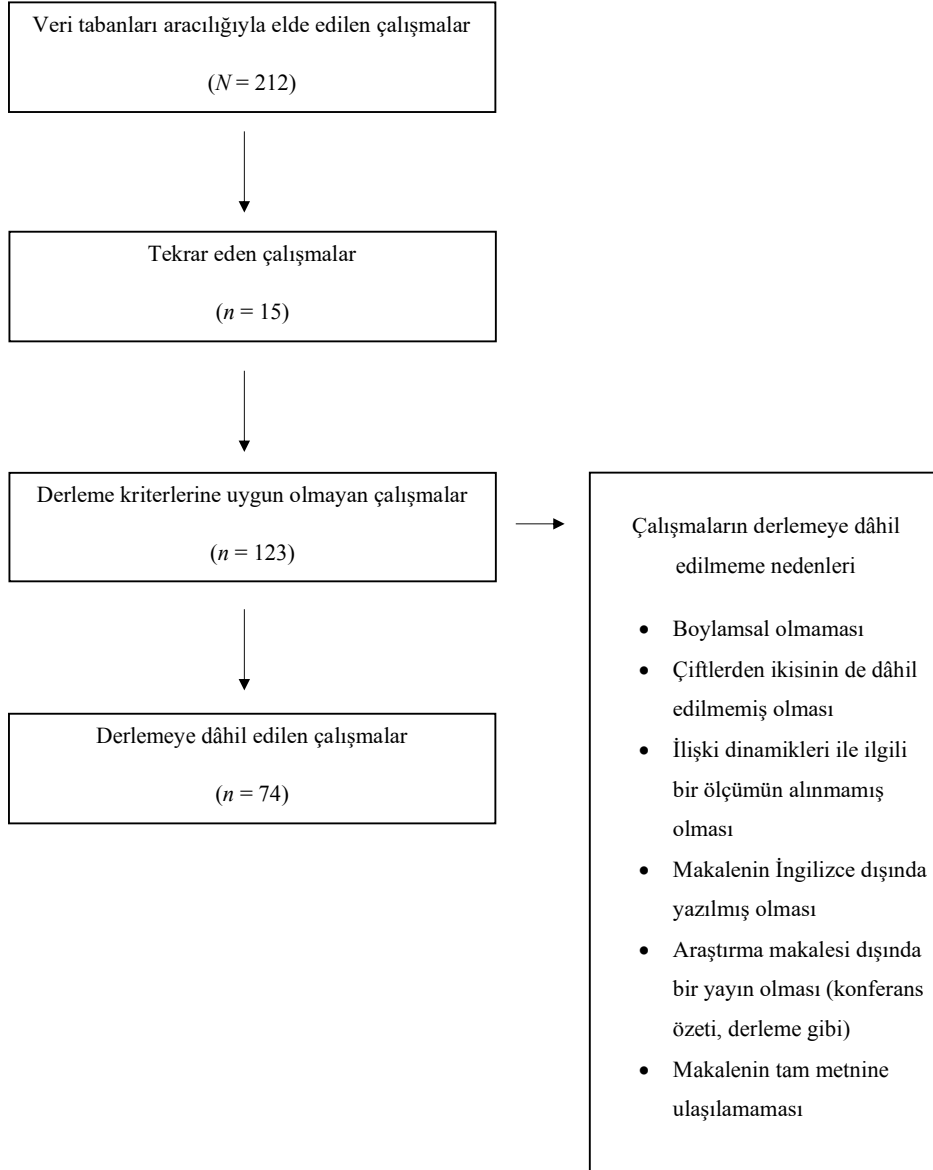 Veri tabanları aracılığıyla elde edilen çalışmalar
(N = 212)
Tekrar eden çalışmalar
(n = 15)
Derleme kriterlerine uygun olmayan çalışmalar
(n = 123)
Derlemeye dâhil edilen çalışmalar
(n = 74)
Çalışmaların derlemeye dâhil
edilmeme nedenleri
• Boylamsal olmaması
• Çiftlerden ikisinin de dâhil
edilmemiş olması
• İlişki dinamikleri ile ilgili
bir ölçümün alınmamış
olması
• Makalenin İngilizce dışında
yazılmış olması
• Araştırma makalesi dışında
bir yayın olması (konferans
özeti, derleme gibi)
• Makalenin tam metnine
ulaşılamaması